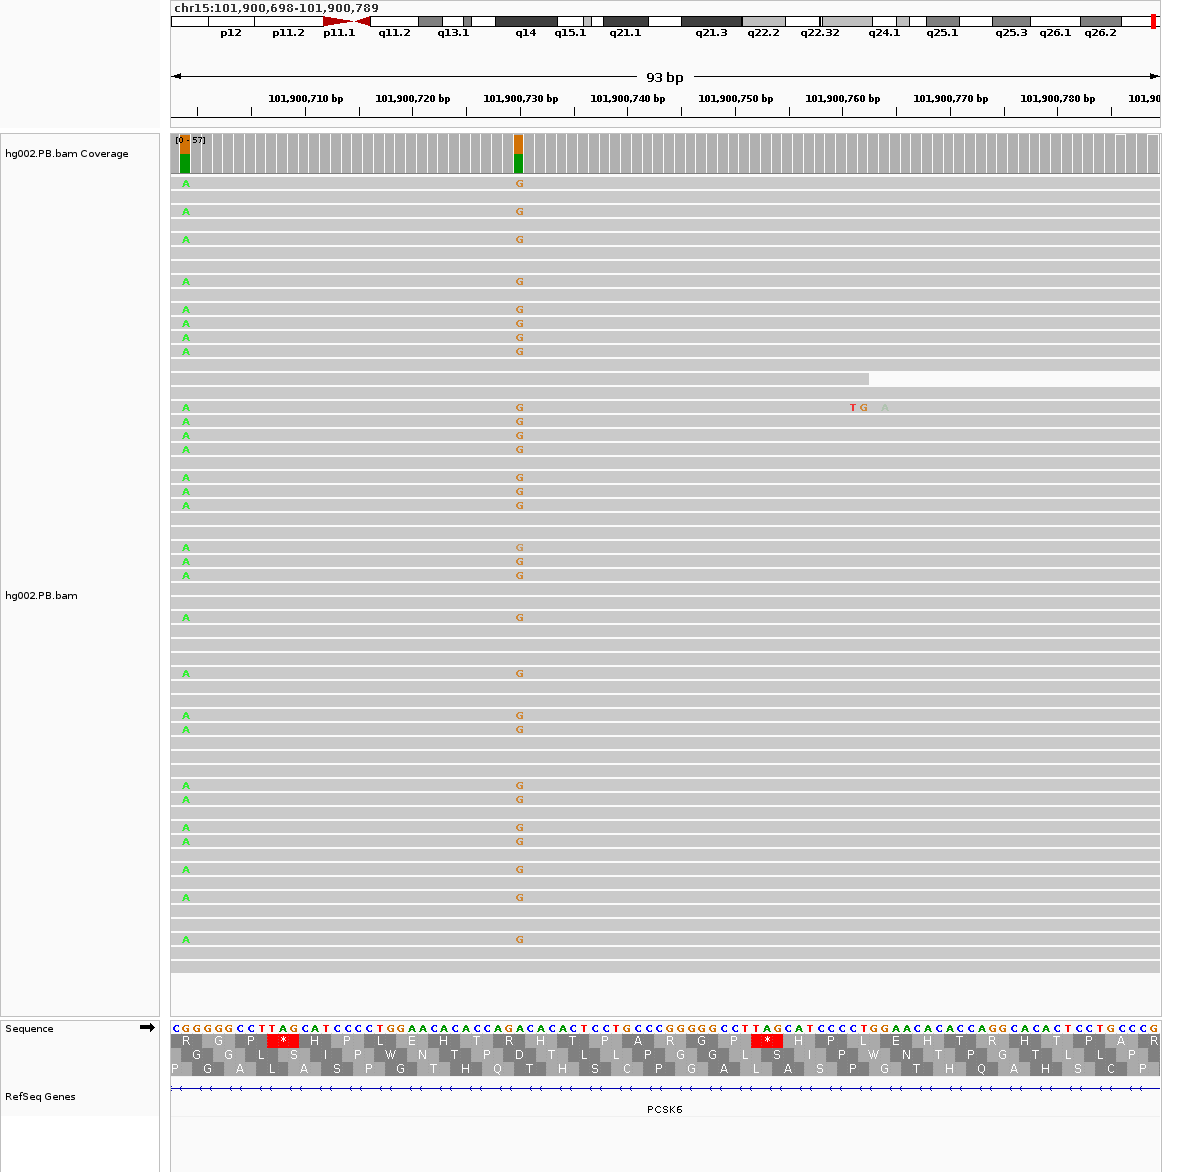 chr15:101,900,698-101,900,789
p12 p11.2 p11.1 q11.2 q13.1 q14 q15.1 q21.1 q21.3 q22.2 q22.32 q24.1 q25.1 q25.3 q26.1 q26.2
93 bp
101,900,710 bp 101,900,720 bp 101,900,730 bp 101,900,740 bp 101,900,750 bp 101,900,760 bp 101,900,770 bp 101,900,780 bp 101,90
[0 - 57]
hg002.PB.bam Coverage
A G
A G
A G
A G
A G
A G
A G
A G
A G T G A
A G
A G
A G
A G
A G
A G
A G
A G
A G
hg002.PB.bam
A G
A G
A G
A G
A G
A G
A G
A G
A G
A G
A G
Sequence
CGGGGGCCTTAGCATCCCCTGGAACACACCAGACACACTCCTGCCCGGGGGCCTTAGCATCCCCTGGAACACACCAGGCACACTCCTGCCCG
R G P * H P L E H T R H T P A R G P * H P L E H T R H T P A R
G G L S I P W N T P D T L L P G G L S I P W N T P G T L L P
P G A L A S P G T H Q T H S C P G A L A S P G T H Q A H S C P
RefSeq Genes
PCSK6